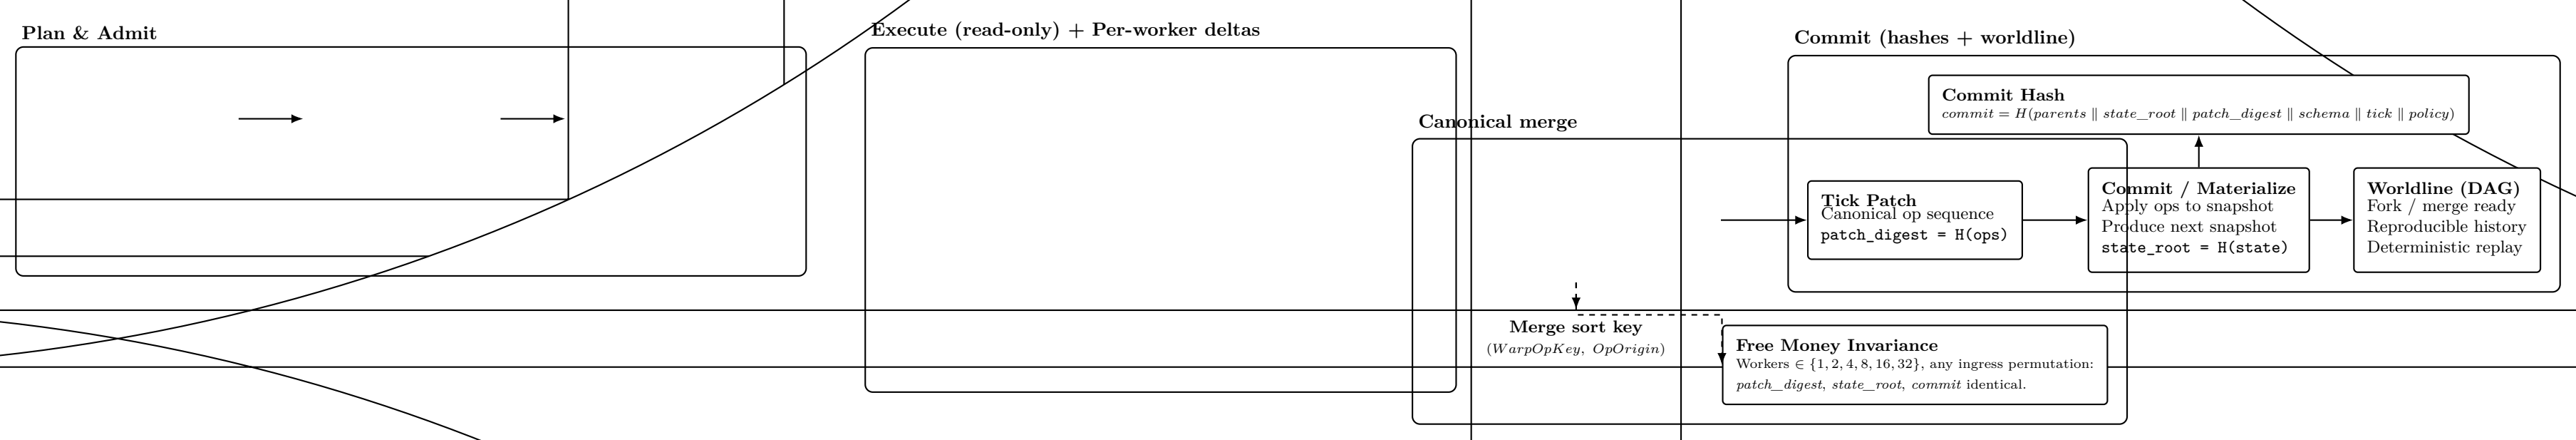 Plan & Admit
Execute (read-only) + Per-worker deltas
Canonical merge
Merge sort key
(WarpOpKey, OpOrigin)
Free Money Invariance
Workers ∈ {1, 2, 4, 8, 16, 32}, any ingress permutation:
patch_digest, state_root, commit identical.
Commit (hashes + worldline)
Commit Hash
commit = H(parents ∥ state_root ∥ patch_digest ∥ schema ∥ tick ∥ policy)
Tick Patch
Canonical op sequence
patch_digest = H(ops)
Commit / Materialize
Apply ops to snapshot
Produce next snapshot
state_root = H(state)
Worldline (DAG)
Fork / merge ready
Reproducible history
Deterministic replay